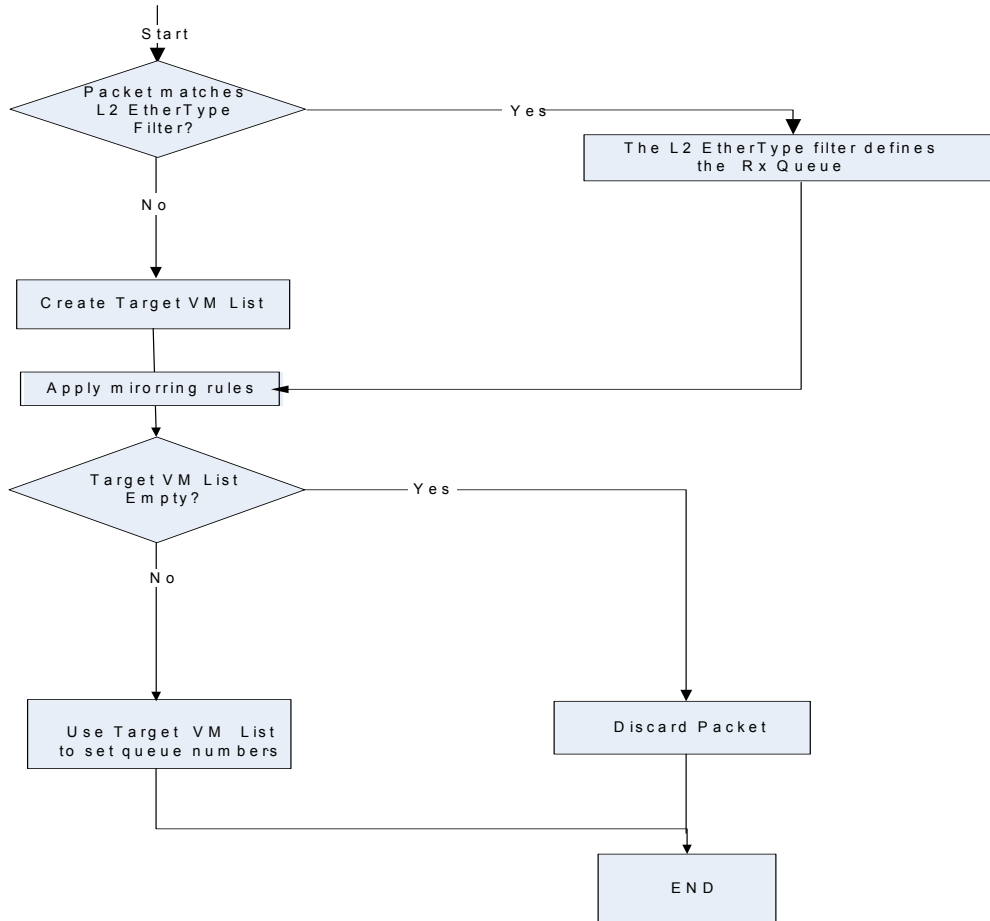 Start
Packet matches
L2 EtherType
Filter?
Yes
The L2 EtherType filter defines
the Rx Queue
No
Create Target VM List
Apply mirorring rules
Target VM List
Empty?
Yes
No
Use Target VM List
to set queue numbers
Discard Packet
END